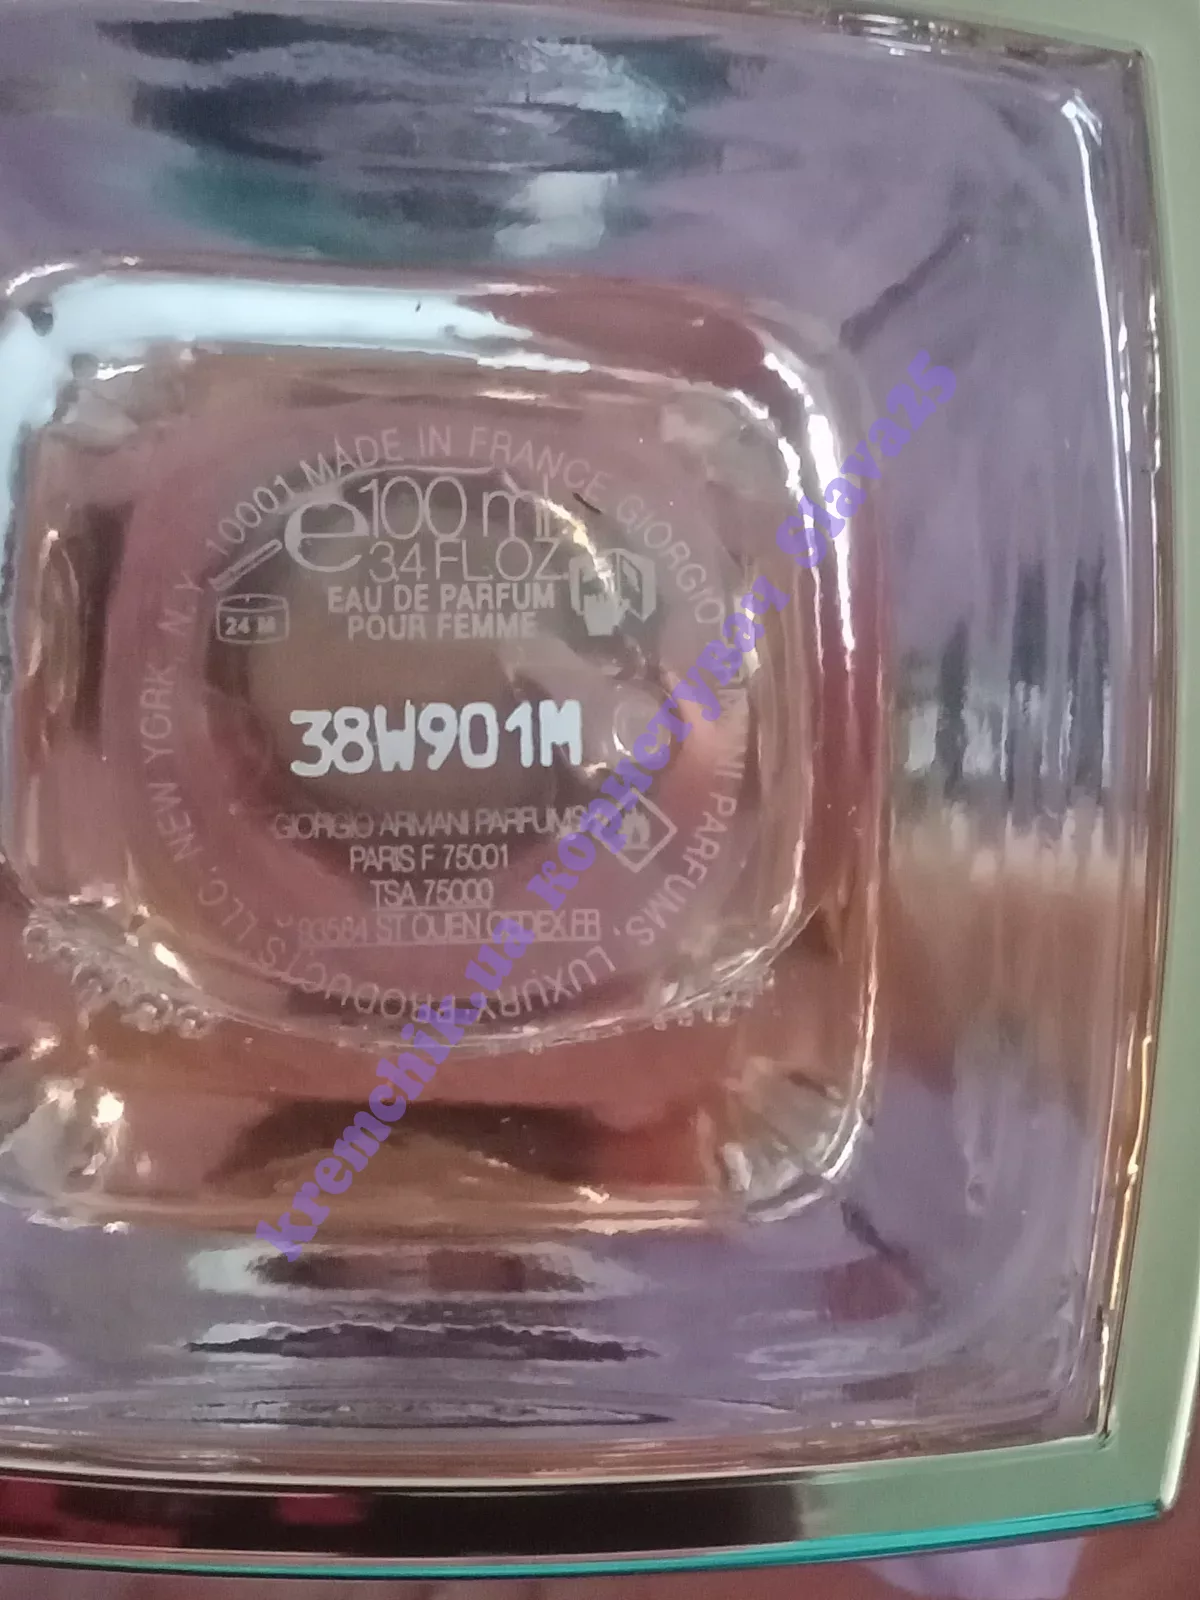 10001 MADE IN FRANCE GIORGIO ARMANI PARFUMS, LUXURY PRODUCTS, LLC, NEW YORK, N.Y.
e 100 ml
3.4 FL.OZ
EAU DE PARFUM
POUR FEMME
24 M
38W901M
GIORGIO ARMANI PARFUMS
PARIS F 75001
TSA 75000
93584 ST OUEN CEDEX FR
kremchik.ua користувач Slava25